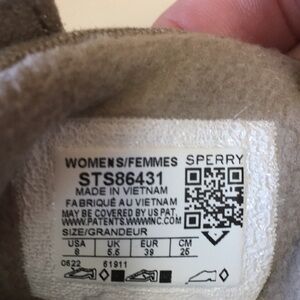 WOMENS/FEMMES SPERRY
STS86431
MADE IN VIETNAM
FABRIQUÉ AU VIETNAM
MAY BE COVERED BY US PAT.
WWW.PATENTS.WWWINC.COM
SIZE/GRANDEUR
USA UK EUR CM
8 5.5 39 25
0622 61911